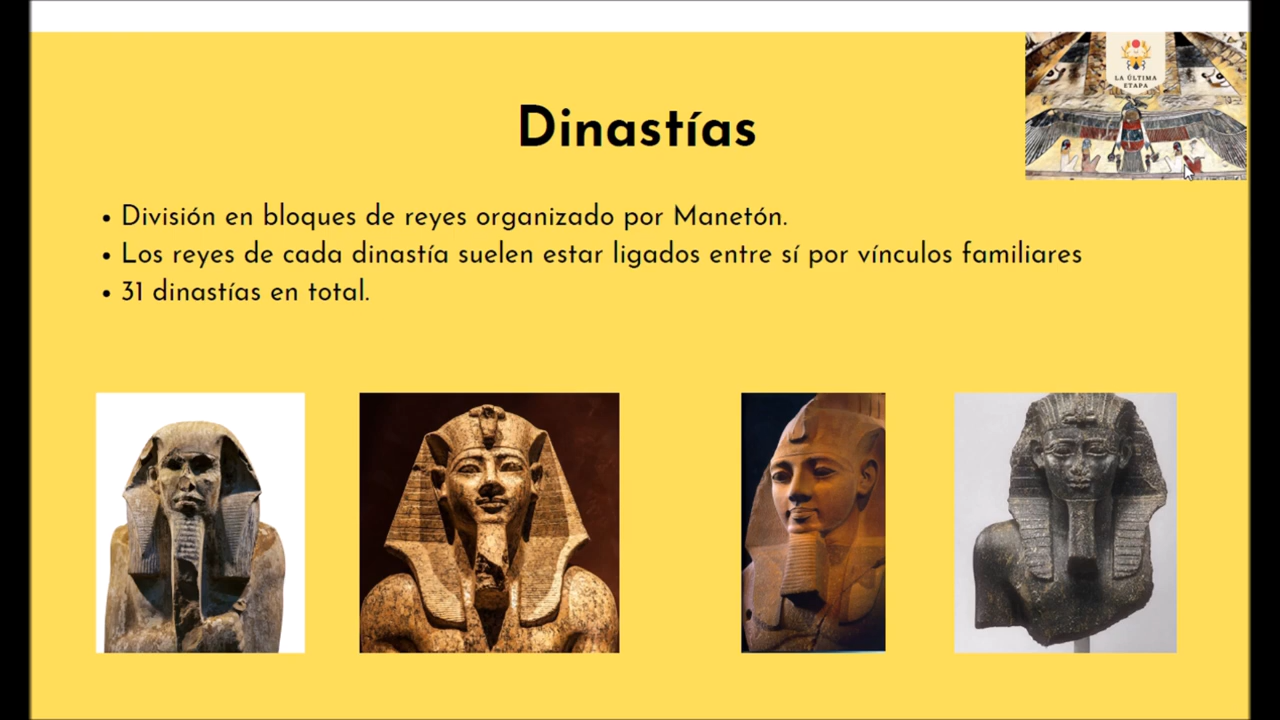 LA ÚLTIMA
ETAPA
Dinastías
• División en bloques de reyes organizado por Manetón.
• Los reyes de cada dinastía suelen estar ligados entre sí por vínculos familiares
• 31 dinastías en total.